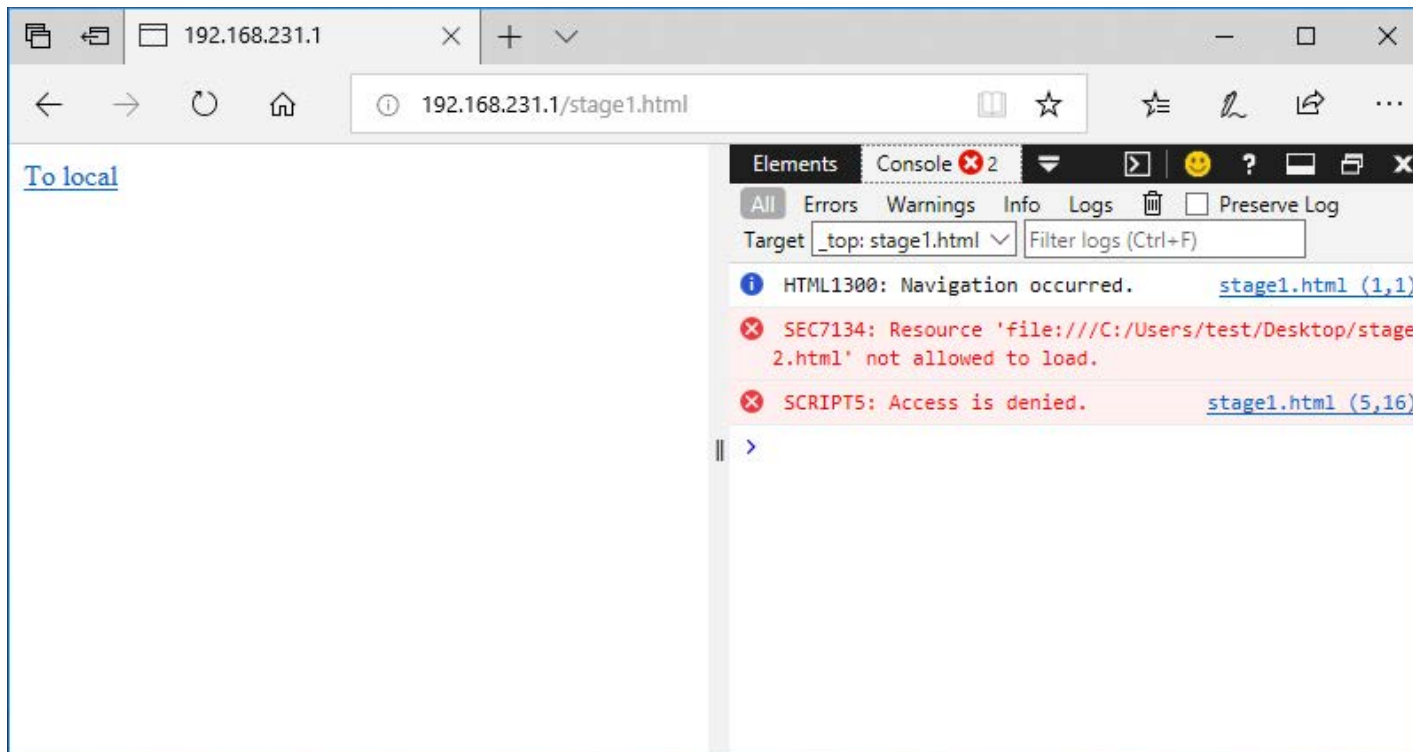 192.168.231.1
192.168.231.1/stage1.html
To local
Elements Console 2 ?
All Errors Warnings Info Logs Preserve Log
Target _top: stage1.html Filter logs (Ctrl+F)
HTML1300: Navigation occurred. stage1.html (1,1)
SEC7134: Resource 'file:///C:/Users/test/Desktop/stage
2.html' not allowed to load.
SCRIPT5: Access is denied. stage1.html (5,16)